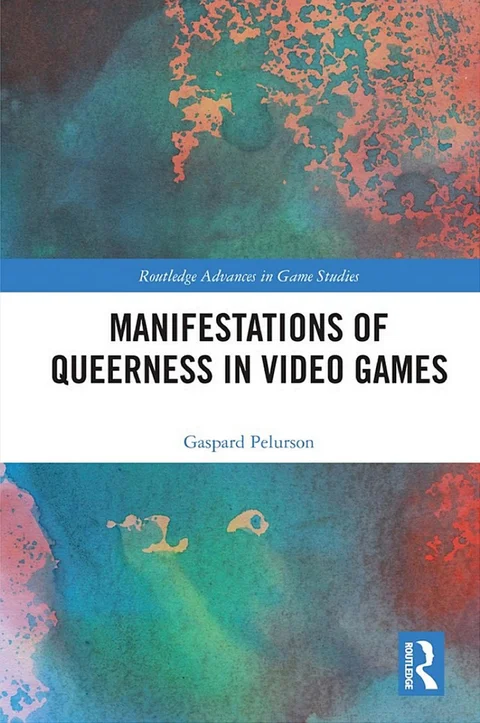 Routledge Advances in Game Studies
MANIFESTATIONS OF
QUEERNESS IN VIDEO GAMES
Gaspard Pelurson
ROUTLEDGE